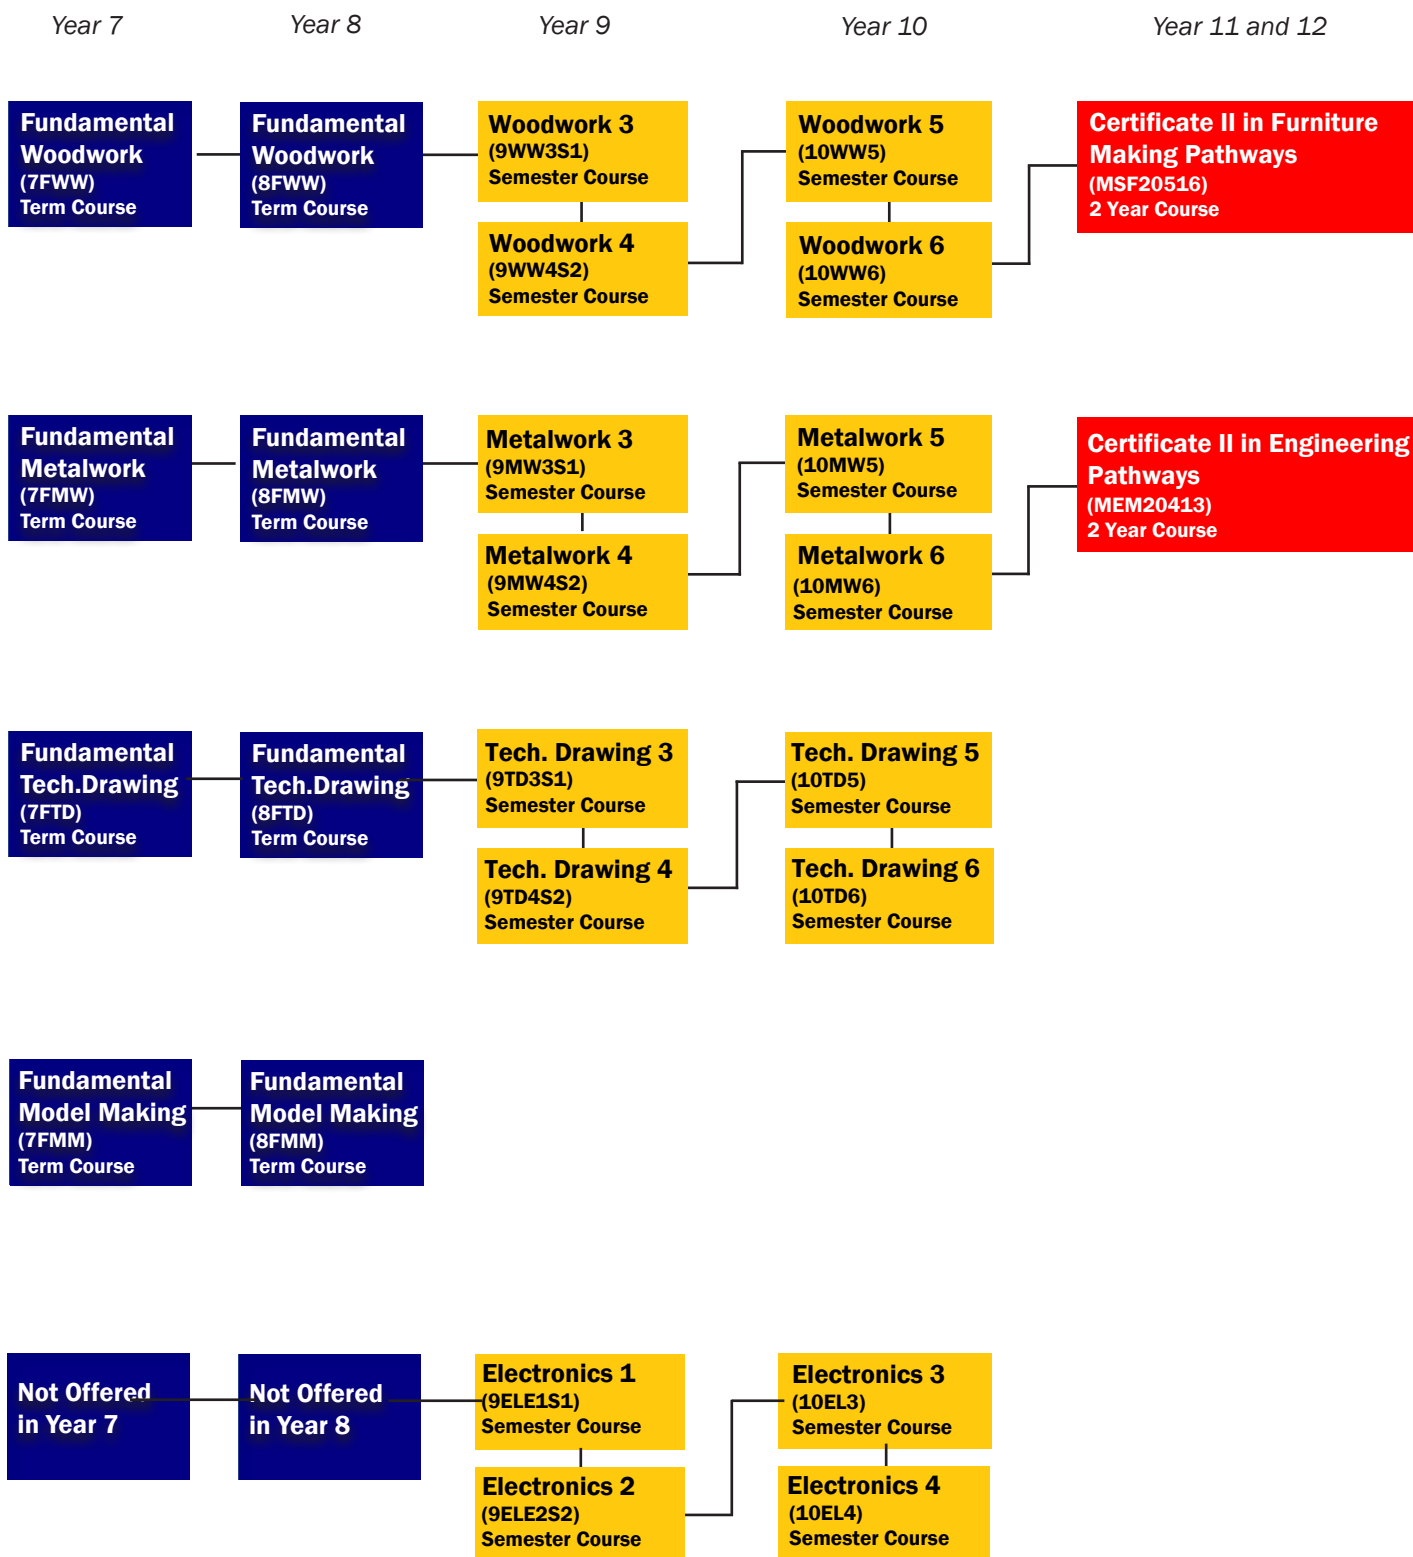 Year 7
Year 8
Year 9
Year 10
Year 11 and 12
Fundamental
Woodwork
(7FWW)
Term Course
Fundamental
Woodwork
(8FWW)
Term Course
Woodwork 3
(9WW3S1)
Semester Course
Woodwork 4
(9WW4S2)
Semester Course
Woodwork 5
(10WW5)
Semester Course
Woodwork 6
(10WW6)
Semester Course
Certificate II in Furniture
Making Pathways
(MSF20516)
2 Year Course
Fundamental
Metalwork
(7FMW)
Term Course
Fundamental
Metalwork
(8FMW)
Term Course
Metalwork 3
(9MW3S1)
Semester Course
Metalwork 4
(9MW4S2)
Semester Course
Metalwork 5
(10MW5)
Semester Course
Metalwork 6
(10MW6)
Semester Course
Certificate II in Engineering
Pathways
(MEM20413)
2 Year Course
Fundamental
Tech.Drawing
(7FTD)
Term Course
Fundamental
Tech.Drawing
(8FTD)
Term Course
Tech. Drawing 3
(9TD3S1)
Semester Course
Tech. Drawing 4
(9TD4S2)
Semester Course
Tech. Drawing 5
(10TD5)
Semester Course
Tech. Drawing 6
(10TD6)
Semester Course
Fundamental
Model Making
(7FMM)
Term Course
Fundamental
Model Making
(8FMM)
Term Course
Not Offered
in Year 7
Not Offered
in Year 8
Electronics 1
(9ELE1S1)
Semester Course
Electronics 2
(9ELE2S2)
Semester Course
Electronics 3
(10EL3)
Semester Course
Electronics 4
(10EL4)
Semester Course